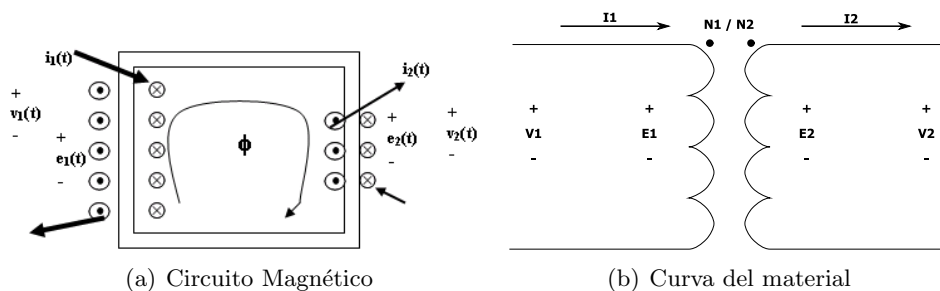 i₁(t)
+
v₁(t)
-
+
e₁(t)
-
ϕ
i₂(t)
+
e₂(t)
-
+
v₂(t)
-
(a) Circuito Magnético
I1
N1 / N2
I2
+
V1
-
+
E1
-
+
E2
-
+
V2
-
(b) Curva del material